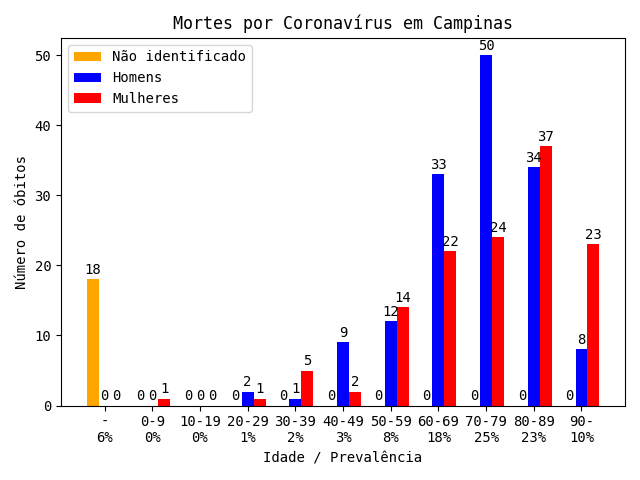 Mortes por Coronavírus em Campinas
Não identificado
Homens
Mulheres
Número de óbitos
50
40
30
20
10
0
18 0 0
0 0 1
0 0 0
0 2 1
0 1 5
0 9 2
0 12 14
0 33 22
0 50 24
0 34 37
0 8 23
- 0-9 10-19 20-29 30-39 40-49 50-59 60-69 70-79 80-89 90-
6% 0% 0% 1% 2% 3% 8% 18% 25% 23% 10%
Idade / Prevalência